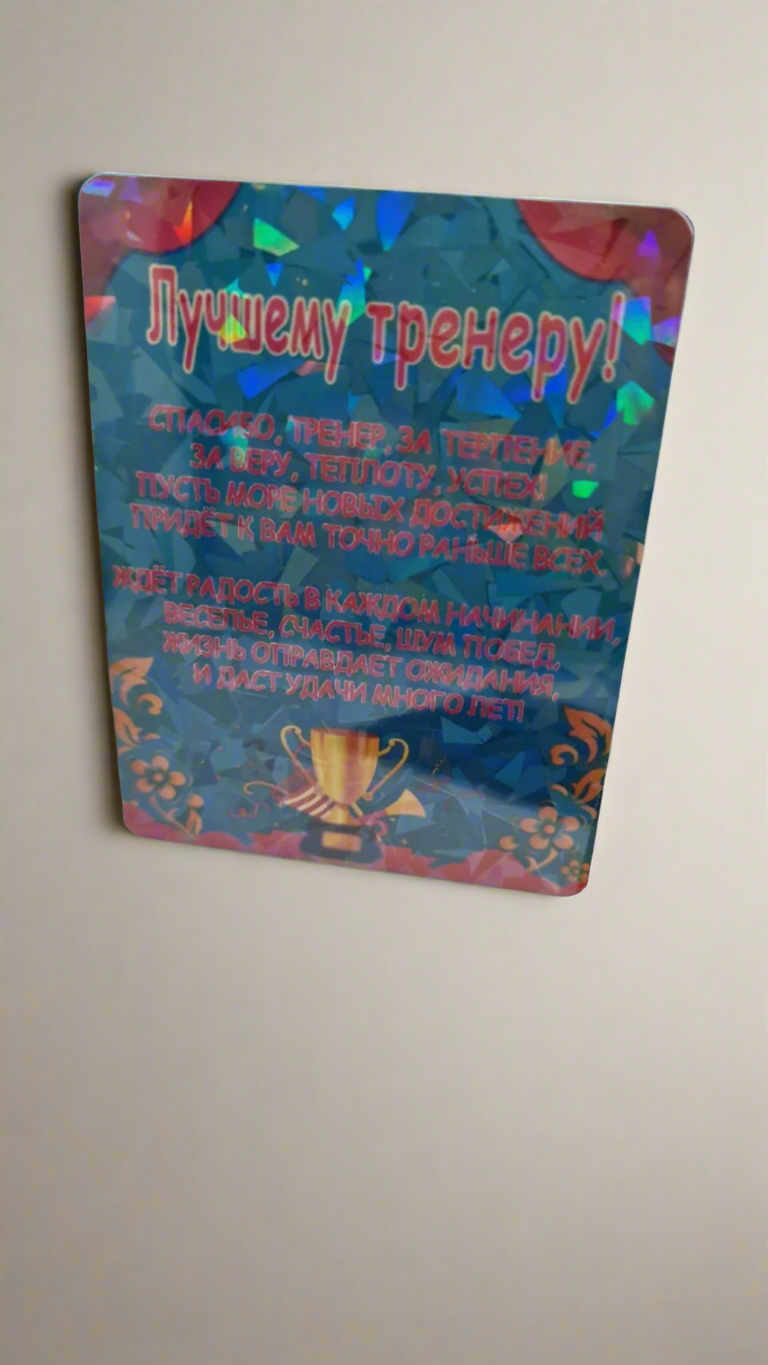 Лучшему тренеру!
СПАСИБО, ТРЕНЕР, ЗА ТЕРПЕНИЕ,
ЗА ВЕРУ, ТЕПЛОТУ, УСПЕХ!
ПУСТЬ МОРЕ НОВЫХ ДОСТИЖЕНИЙ
ПРИДЁТ К ВАМ ТОЧНО РАНЬШЕ ВСЕХ.
ЖДЁТ РАДОСТЬ В КАЖДОМ НАЧИНАНИИ,
ВЕСЕЛЬЕ, СЧАСТЬЕ, ШУМ ПОБЕД,
ЖИЗНЬ ОПРАВДАЕТ ОЖИДАНИЯ,
И ДАСТ УДАЧИ МНОГО ЛЕТ!